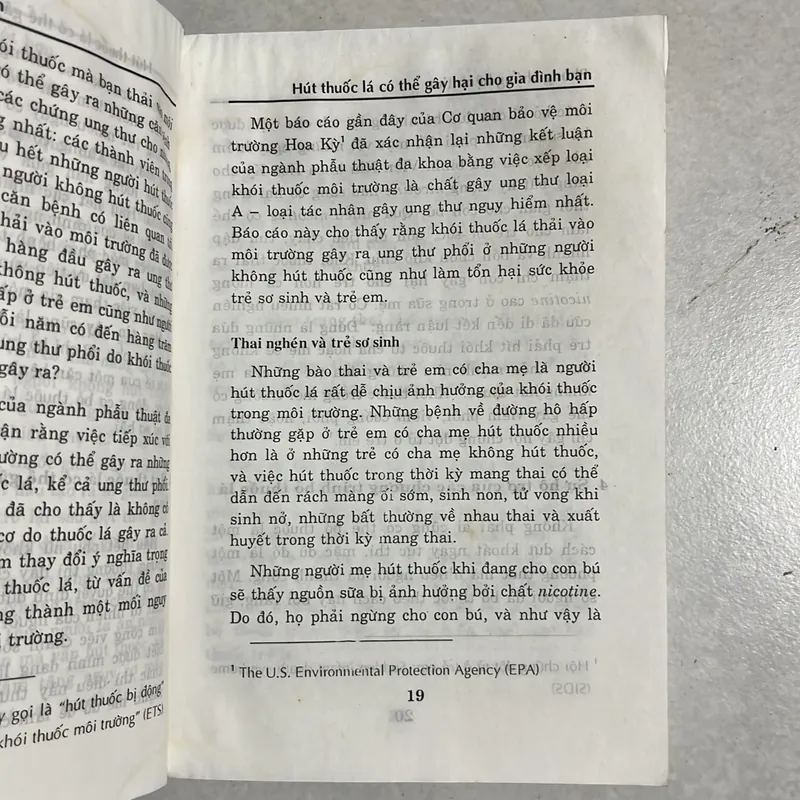 ói thuốc mà bạn thải
có thể gây ra những căn
các chứng ung thư cho
g nhất: các thành viên trong
u hết những người hút thuốc
người không hút thuốc cũng
căn bệnh có liên quan tới
thải vào môi trường đã được
hàng đầu gây ra ung thư
không hút thuốc, và những
ấp ở trẻ em cũng như người
ỗi năm có đến hàng trăm
ung thư phổi do khói thuốc
gây ra?
của ngành phẫu thuật đa
ận rằng việc tiếp xúc với
ường có thể gây ra những
c lá, kể cả ung thư phổi.
đã cho thấy là không có
cơ do thuốc lá gây ra cả.
m thay đổi ý nghĩa trọng
thuốc lá, từ vấn đề của
ng thành một mối nguy
i trường.
y gọi là “hút thuốc bị động”
khói thuốc môi trường” (ETS)
Hút thuốc lá có thể gây hại cho gia đình bạn
Một báo cáo gần đây của Cơ quan bảo vệ môi
trường Hoa Kỳ¹ đã xác nhận lại những kết luận
của ngành phẫu thuật đa khoa bằng việc xếp loại
khói thuốc môi trường là chất gây ung thư loại
A – loại tác nhân gây ung thư nguy hiểm nhất.
Báo cáo này cho thấy rằng khói thuốc lá thải vào
môi trường gây ra ung thư phổi ở những người
không hút thuốc cũng như làm tổn hại sức khỏe
trẻ sơ sinh và trẻ em.
Thai nghén và trẻ sơ sinh
Những bào thai và trẻ em có cha mẹ là người
hút thuốc lá rất dễ chịu ảnh hưởng của khói thuốc
trong môi trường. Những bệnh về đường hô hấp
thường gặp ở trẻ em có cha mẹ hút thuốc nhiều
hơn là ở những trẻ có cha mẹ không hút thuốc,
và việc hút thuốc trong thời kỳ mang thai có thể
dẫn đến rách màng ối sớm, sinh non, tử vong khi
sinh nở, những bất thường về nhau thai và xuất
huyết trong thời kỳ mang thai.
Những người mẹ hút thuốc khi đang cho con bú
sẽ thấy nguồn sữa bị ảnh hưởng bởi chất nicotine.
Do đó, họ phải ngừng cho con bú, và như vậy là
¹ The U.S. Environmental Protection Agency (EPA)
19